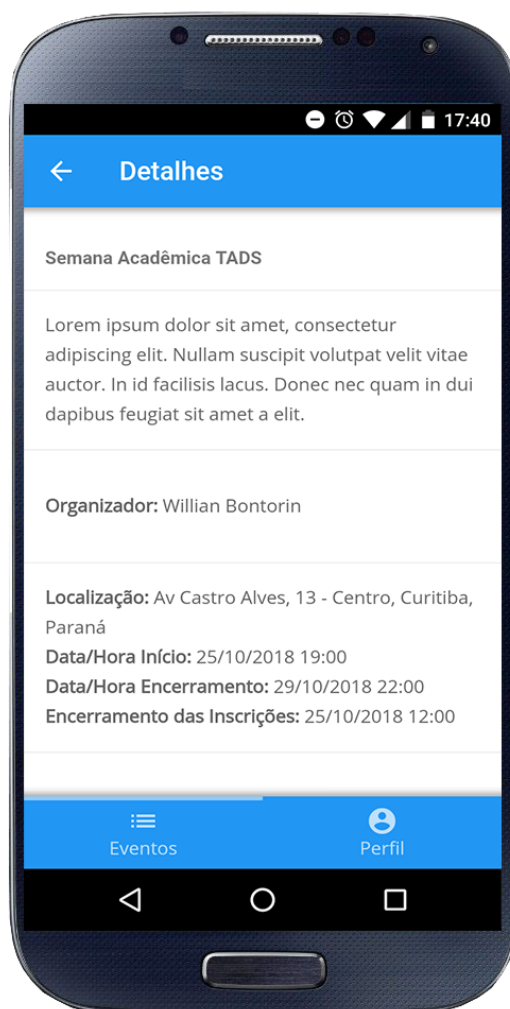 17:40
Detalhes
Semana Acadêmica TADS
Lorem ipsum dolor sit amet, consectetur
adipiscing elit. Nullam suscipit volutpat velit vitae
auctor. In id facilisis lacus. Donec nec quam in dui
dapibus feugiat sit amet a elit.
Organizador: Willian Bontorin
Localização: Av Castro Alves, 13 - Centro, Curitiba,
Paraná
Data/Hora Início: 25/10/2018 19:00
Data/Hora Encerramento: 29/10/2018 22:00
Encerramento das Inscrições: 25/10/2018 12:00
Eventos
Perfil